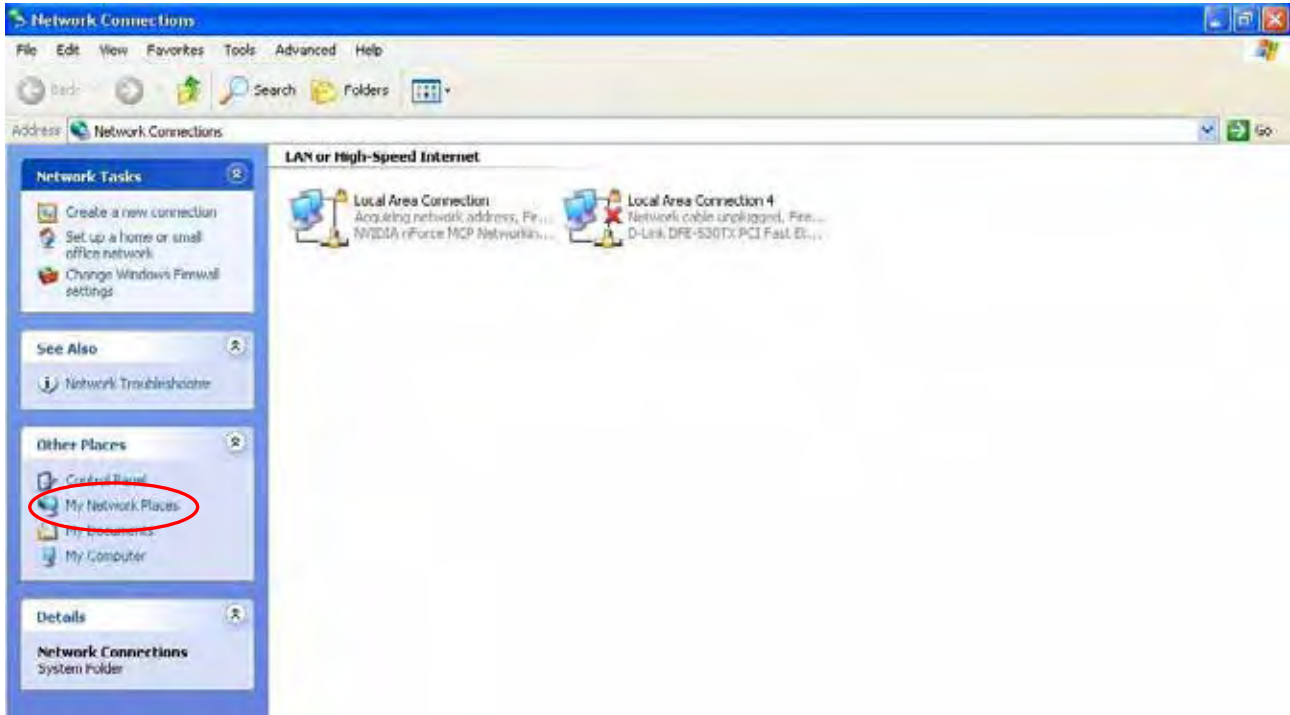 Network Connections
File Edit View Favorites Tools Advanced Help
Back Search Folders
Address Network Connections Go
Network Tasks
Create a new connection
Set up a home or small
office network
Change Windows Firewall
settings
See Also
Network Troubleshooter
Other Places
Control Panel
My Network Places
My Documents
My Computer
Details
Network Connections
System Folder
LAN or High-Speed Internet
Local Area Connection
Acquiring network address, Fir...
NVIDIA nForce MCP Networkin...
Local Area Connection 4
Network cable unplugged, Fire...
D-Link DFE-530TX PCI Fast Et...